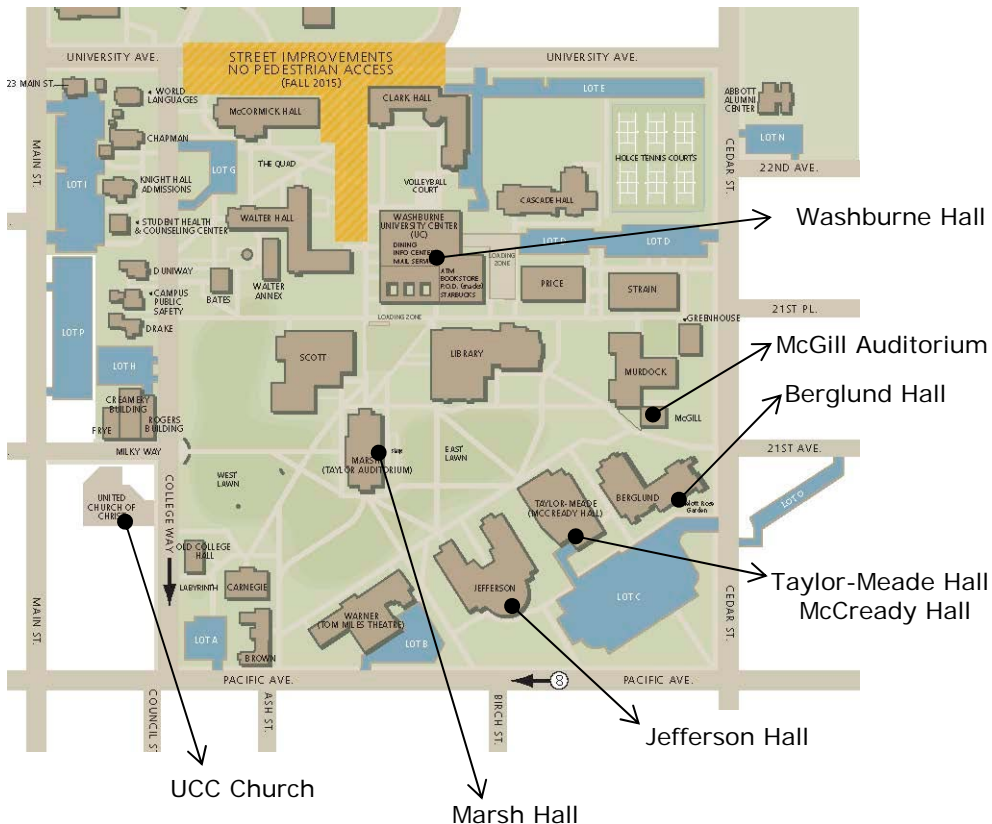 UNIVERSITY AVE.
STREET IMPROVEMENTS
NO PEDESTRIAN ACCESS
(FALL 2015)
UNIVERSITY AVE.
23 MAIN ST.
WORLD
LANGUAGES
McCORMICK HALL
CLARK HALL
LOT E
ABBOTT
ALUMNI
CENTER
CHAPMAN
MAIN ST.
LOT I
LOT G
THE QUAD
HOLCE TENNIS COURTS
CEDAR ST.
LOT N
22ND AVE.
KNIGHT HALL
ADMISSIONS
VOLLEYBALL
COURT
CASCADE HALL
STUDENT HEALTH
& COUNSELING CENTER
WALTER HALL
WASHBURNE
UNIVERSITY CENTER
(UC)
DINING
INFO CENTER
MAIL
Washburne Hall
LOT D
LOADING
ZONE
ATM
BOOKSTORE
P.O.D. (mado)
STARBUCKS
DUNIWAY
BATES
WALTER
ANNEX
PRICE
STRAIN
CAMPUS
PUBLIC
SAFETY
DRAKE
LOT P
LOADING ZONE
GREENHOUSE
21ST PL.
LOT H
SCOTT
LIBRARY
MURDOCK
McGill Auditorium
Berglund Hall
CREAMERY
BUILDING
FRYE
ROGERS
BUILDING
McGILL
MILKY WAY
MARSH
(TAYLOR AUDITORIUM)
EAST
LAWN
21ST AVE.
WEST
LAWN
UNITED
CHURCH OF
CHRIST
COLLEGE WAY
TAYLOR-MEADE
(McCREADY HALL)
BERGLUND
Rose
Garden
LOT O
OLD COLLEGE
HALL
LABYRINTH
CARNEGIE
JEFFERSON
LOT C
CEDAR ST.
Taylor-Meade Hall
McCready Hall
MAIN ST.
LOT A
WARNER
(TOM MILES THEATRE)
LOT B
BROWN
PACIFIC AVE.
8
PACIFIC AVE.
COUNCIL ST
ASH ST.
BIRCH ST.
Jefferson Hall
UCC Church
Marsh Hall